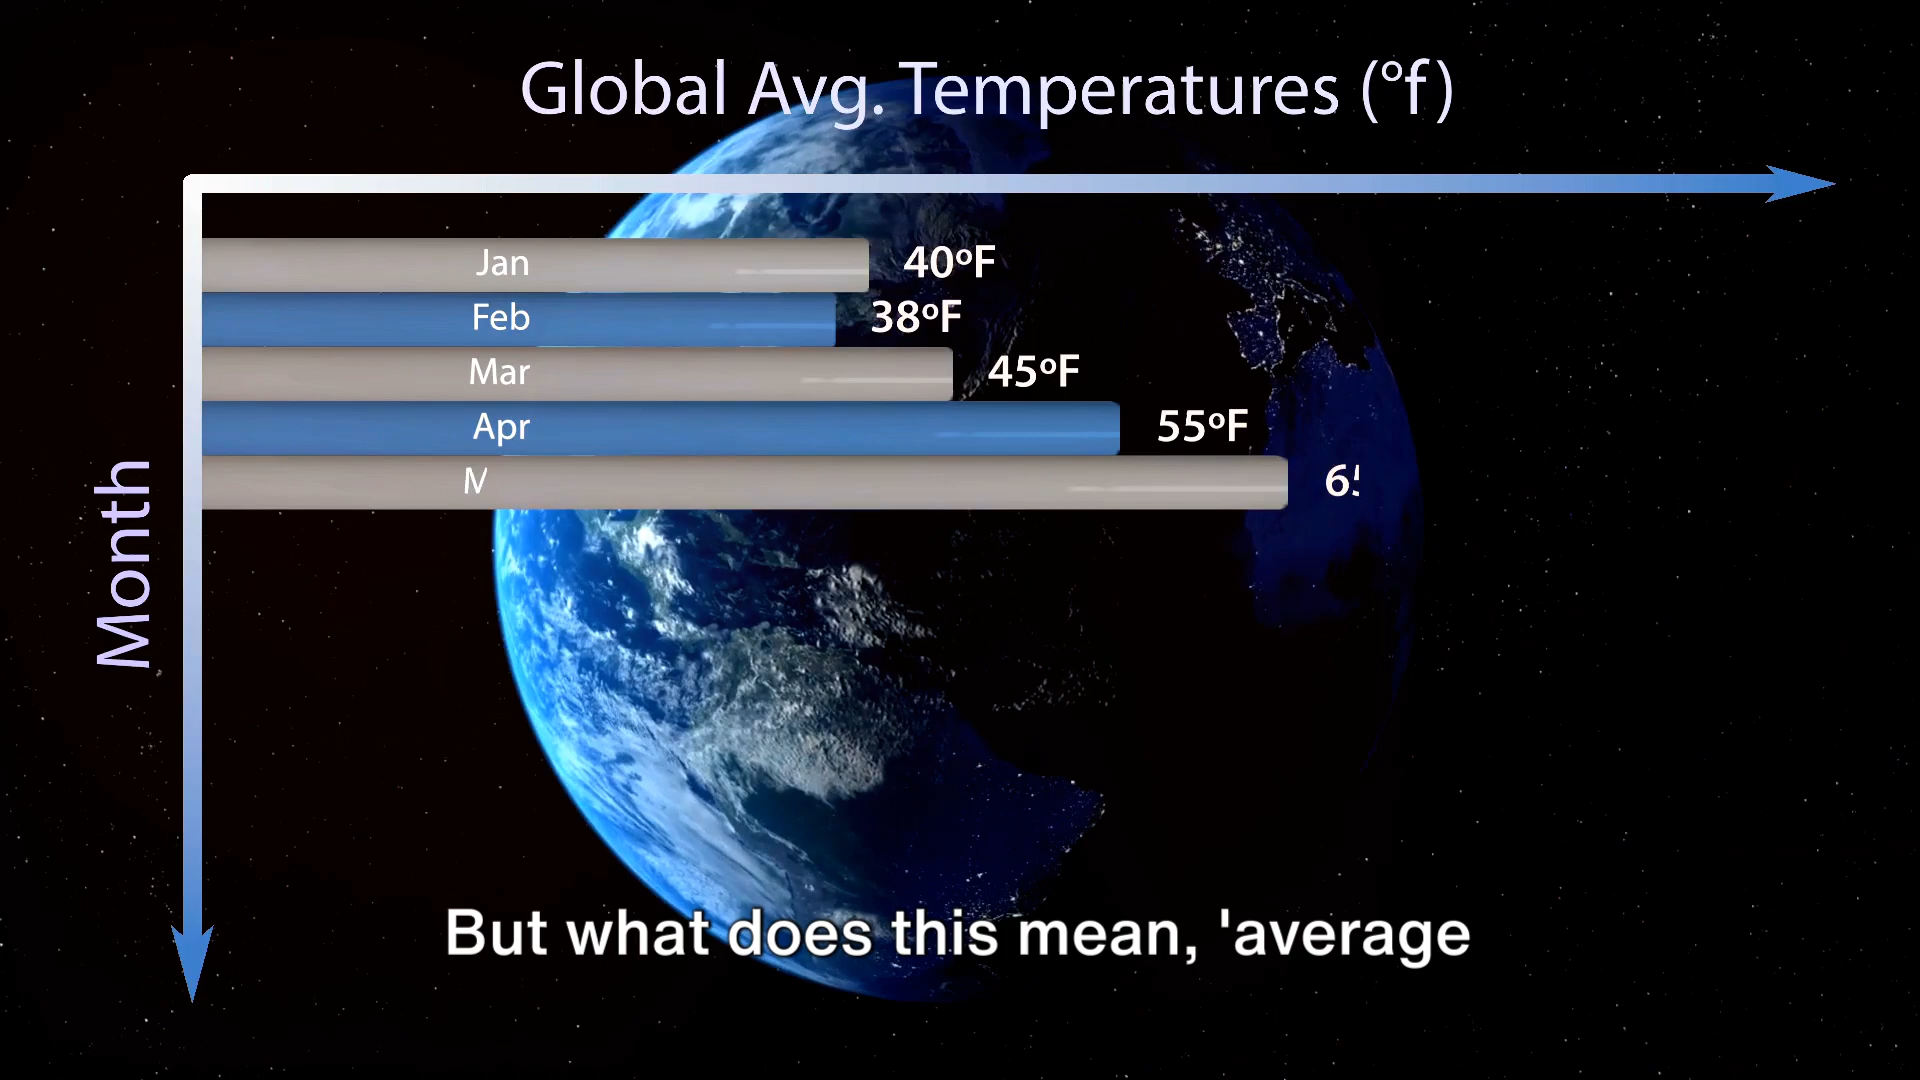 Global Avg. Temperatures (°f)
Month
Jan 40ºF
Feb 38ºF
Mar 45ºF
Apr 55ºF
But what does this mean, 'average